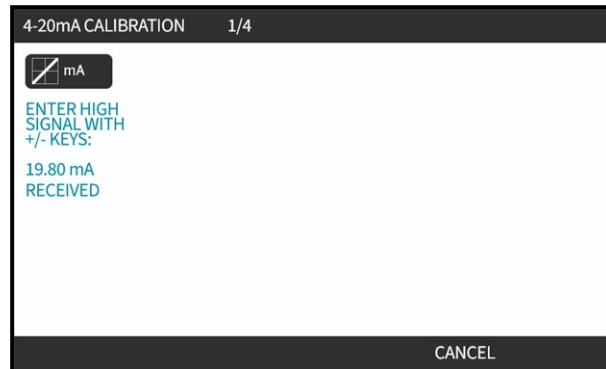 4-20mA CALIBRATION 1/4
mA
ENTER HIGH
SIGNAL WITH
+/- KEYS:
19.80 mA
RECEIVED
CANCEL